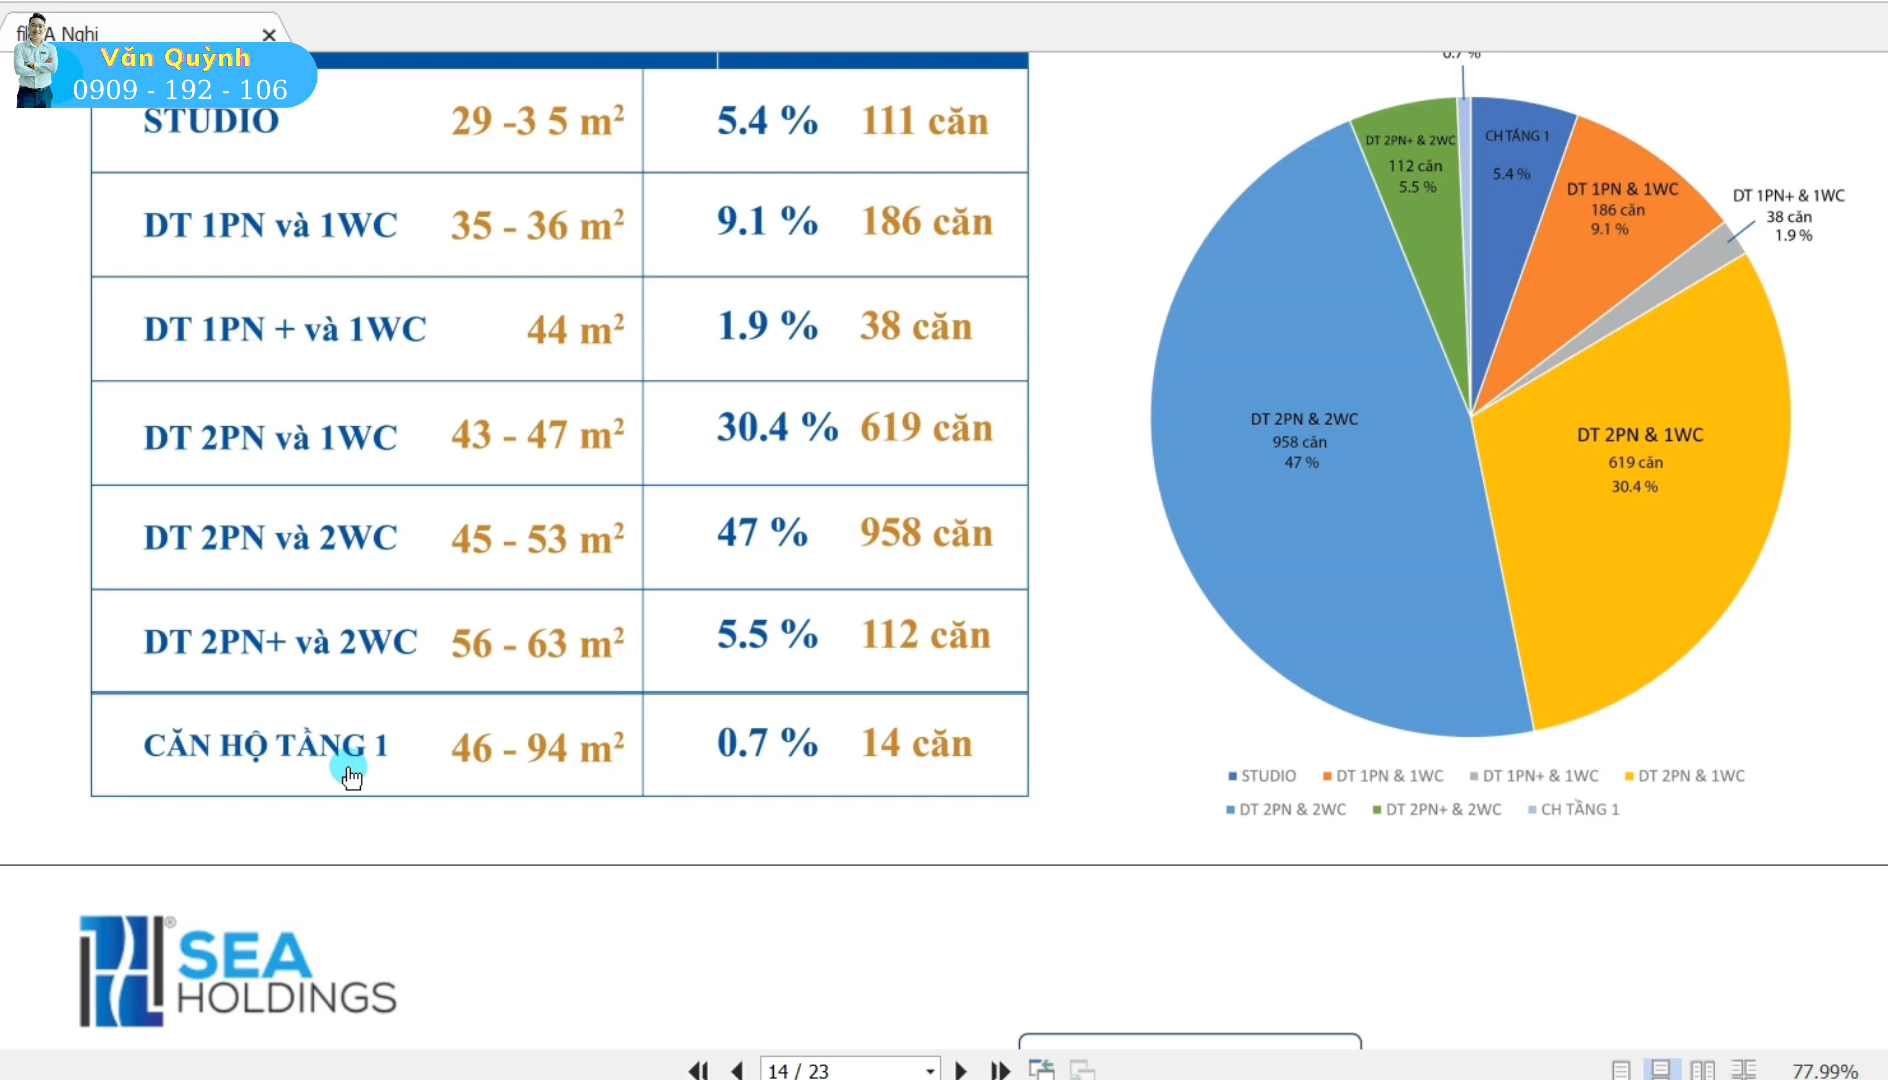 A Nghi
Văn Quỳnh
0909 - 192 - 106
STUDIO 29 -3 5 m² 5.4 % 111 căn
DT 1PN và 1WC 35 - 36 m² 9.1 % 186 căn
DT 1PN + và 1WC 44 m² 1.9 % 38 căn
DT 2PN và 1WC 43 - 47 m² 30.4 % 619 căn
DT 2PN và 2WC 45 - 53 m² 47 % 958 căn
DT 2PN+ và 2WC 56 - 63 m² 5.5 % 112 căn
CĂN HỘ TẦNG 1 46 - 94 m² 0.7 % 14 căn
0.7 %
DT 2PN+ & 2WC
112 căn
5.5 %
CH TẦNG 1
5.4 %
DT 1PN & 1WC
186 căn
9.1 %
DT 1PN+ & 1WC
38 căn
1.9 %
DT 2PN & 2WC
958 căn
47 %
DT 2PN & 1WC
619 căn
30.4 %
STUDIO DT 1PN & 1WC DT 1PN+ & 1WC DT 2PN & 1WC
DT 2PN & 2WC DT 2PN+ & 2WC CH TẦNG 1
®
SEA
HOLDINGS
14 / 23
77.99%